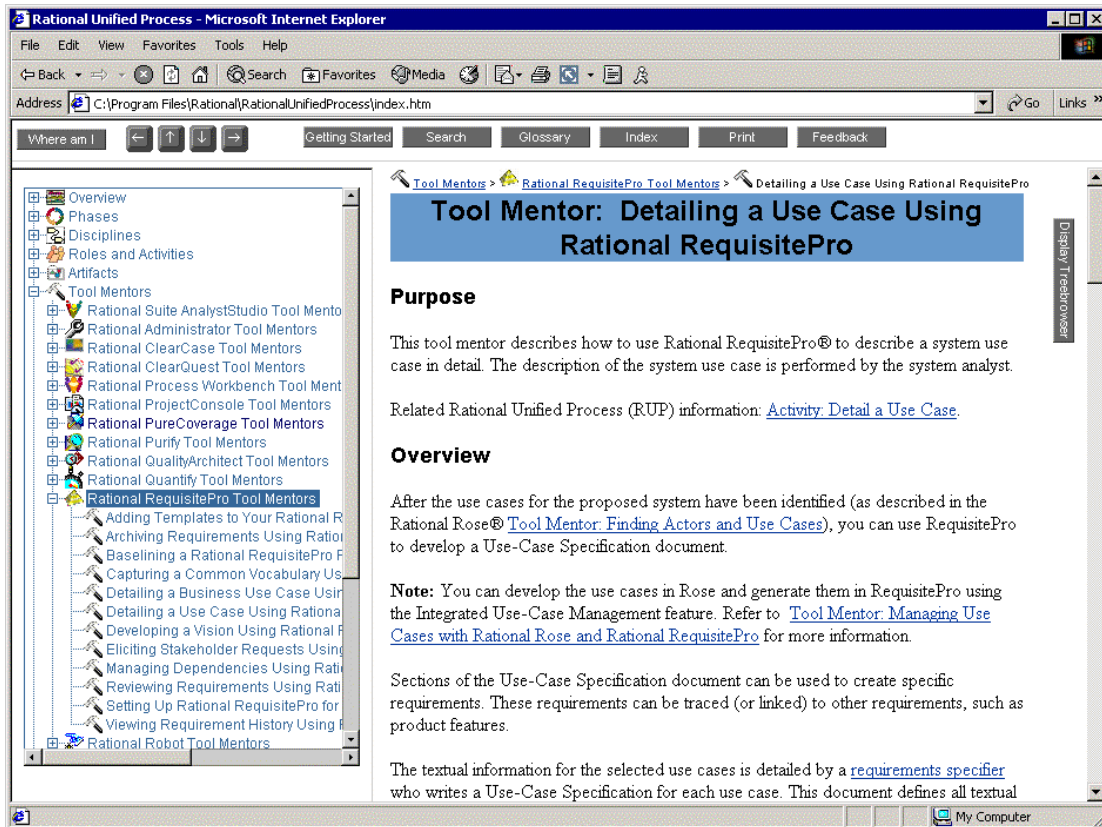 Rational Unified Process - Microsoft Internet Explorer
File Edit View Favorites Tools Help
Back Search Favorites Media
Address C:\Program Files\Rational\RationalUnifiedProcess\index.htm Go Links »
Where am I Getting Started Search Glossary Index Print Feedback
Overview
Phases
Disciplines
Roles and Activities
Artifacts
Tool Mentors
Rational Suite AnalystStudio Tool Mento
Rational Administrator Tool Mentors
Rational ClearCase Tool Mentors
Rational ClearQuest Tool Mentors
Rational Process Workbench Tool Ment
Rational ProjectConsole Tool Mentors
Rational PureCoverage Tool Mentors
Rational Purify Tool Mentors
Rational QualityArchitect Tool Mentors
Rational Quantify Tool Mentors
Rational RequisitePro Tool Mentors
Adding Templates to Your Rational R
Archiving Requirements Using Ration
Baselining a Rational RequisitePro P
Capturing a Common Vocabulary Us
Detailing a Business Use Case Usin
Detailing a Use Case Using Rationa
Developing a Vision Using Rational R
Eliciting Stakeholder Requests Using
Managing Dependencies Using Rati
Reviewing Requirements Using Rati
Setting Up Rational RequisitePro for
Viewing Requirement History Using R
Rational Robot Tool Mentors
Tool Mentors > Rational RequisitePro Tool Mentors > Detailing a Use Case Using Rational RequisitePro
Tool Mentor: Detailing a Use Case Using
Rational RequisitePro
Display Treebrowser
Purpose
This tool mentor describes how to use Rational RequisitePro® to describe a system use
case in detail. The description of the system use case is performed by the system analyst.
Related Rational Unified Process (RUP) information: Activity: Detail a Use Case.
Overview
After the use cases for the proposed system have been identified (as described in the
Rational Rose® Tool Mentor: Finding Actors and Use Cases), you can use RequisitePro
to develop a Use-Case Specification document.
Note: You can develop the use cases in Rose and generate them in RequisitePro using
the Integrated Use-Case Management feature. Refer to Tool Mentor: Managing Use
Cases with Rational Rose and Rational RequisitePro for more information.
Sections of the Use-Case Specification document can be used to create specific
requirements. These requirements can be traced (or linked) to other requirements, such as
product features.
The textual information for the selected use cases is detailed by a requirements specifier
who writes a Use-Case Specification for each use case. This document defines all textual
My Computer